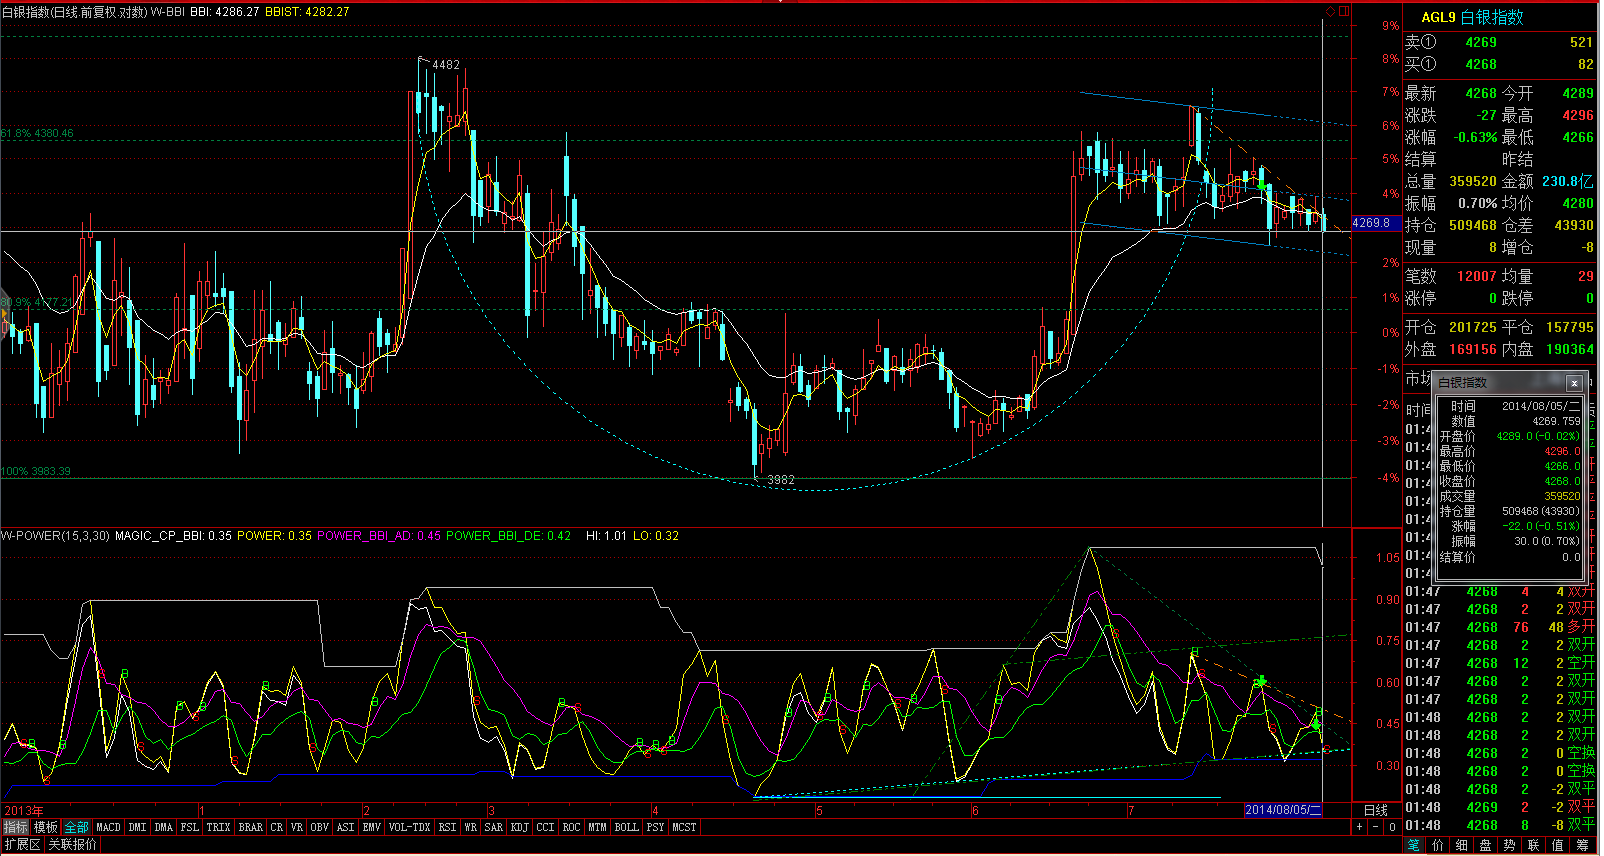 白银指数(日线.前复权.对数) W-BBI BBI: 4286.27 BBIST: 4282.27
9%
8%
7%
6%
5%
4%
4269.8
2%
1%
0%
-1%
-2%
-3%
-4%
4482
61.8% 4380.46
80.9% 4177.21
100% 3983.39
3982
W-POWER(15,3,30) MAGIC_CP_BBI: 0.35 POWER: 0.35 POWER_BBI_AD: 0.45 POWER_BBI_DE: 0.42 HI: 1.01 LO: 0.32
1.05
0.90
0.75
0.60
0.45
0.30
2013年 1 2 3 4 5 6 7 2014/08/05/二 日线
指标 模板 全部 MACD DMI DMA FSL TRIX BRAR CR VR OBV ASI EMV VOL-TDX RSI WR SAR KDJ CCI ROC MTM BOLL PSY MCST + - 0
扩展区 关联报价
AGL9 白银指数
卖① 4269 521
买① 4268 82
最新 4268 今开 4289
涨跌 -27 最高 4296
涨幅 -0.63% 最低 4266
结算 昨结
总量 359520 金额 230.8亿
振幅 0.70% 均价 4280
持仓 509468 仓差 43930
现量 8 增仓 -8
笔数 12007 均量 29
涨停 0 跌停 0
开仓 201725 平仓 157795
外盘 169156 内盘 190364
白银指数 x
时间 2014/08/05/二
数值 4269.759
开盘价 4289.0(-0.02%)
最高价 4296.0
最低价 4266.0
收盘价 4268.0
成交量 359520
持仓量 509468(43930)
涨幅 -22.0(-0.51%)
振幅 30.0(0.70%)
结算价 0.0
01:47 4268 4 4 双开
01:47 4268 2 2 双开
01:47 4268 76 48 多开
01:47 4268 2 2 双开
01:47 4268 12 2 空开
01:47 4268 2 2 双开
01:47 4268 2 2 双开
01:48 4268 2 2 双开
01:48 4268 2 2 双开
01:48 4268 2 0 空换
01:48 4268 2 0 空换
01:48 4268 2 -2 双平
01:48 4269 2 -2 双平
01:48 4268 8 -8 双平
笔 价 细 盘 势 联 值 筹